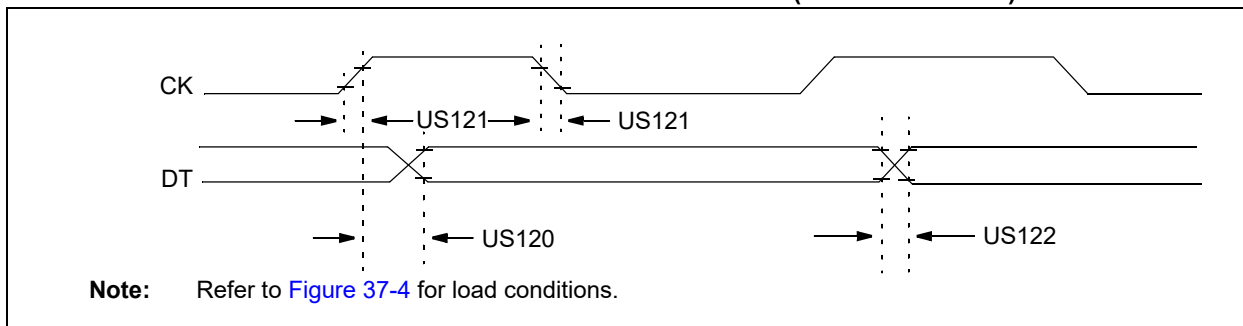 CK
US121 US121
DT
US120 US122
Note: Refer to Figure 37-4 for load conditions.